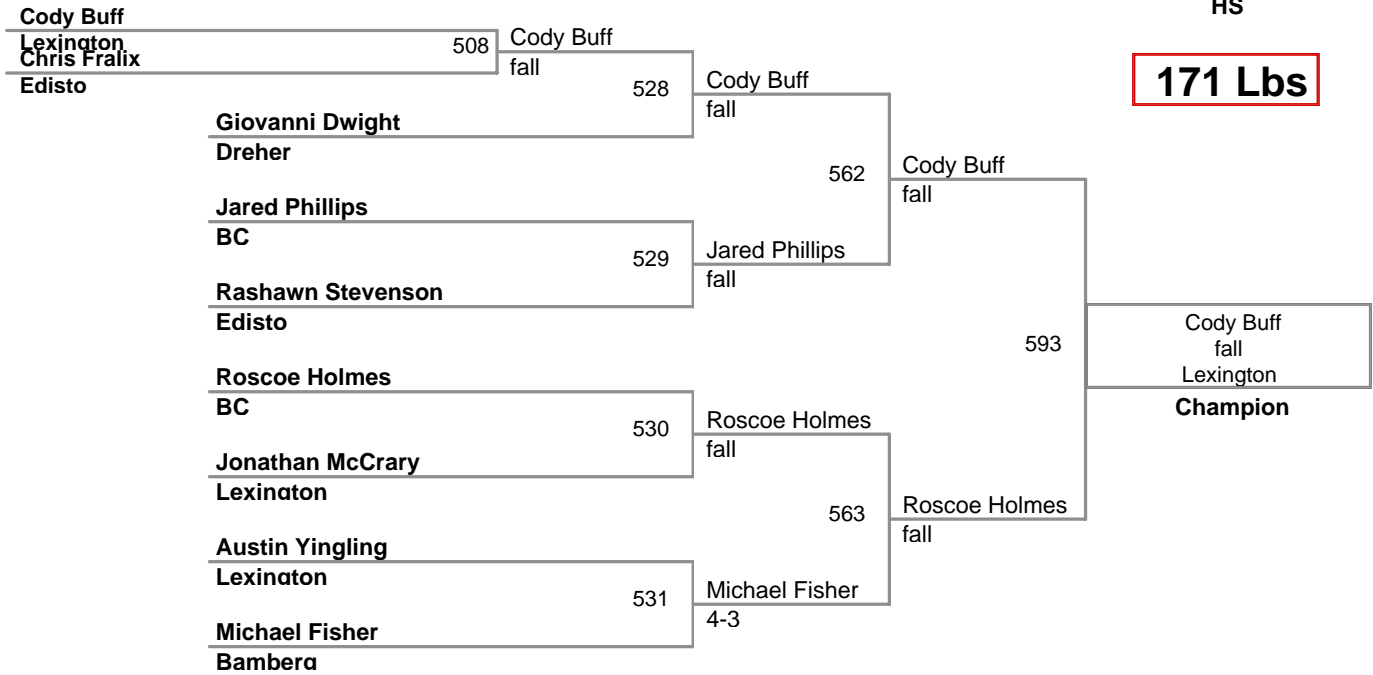 HS
171 Lbs
Cody Buff
Lexington
Chris Fralix
Edisto
508
Cody Buff
fall
528
Cody Buff
fall
Giovanni Dwight
Dreher
562
Cody Buff
fall
Jared Phillips
BC
529
Jared Phillips
fall
Rashawn Stevenson
Edisto
593
Cody Buff
fall
Lexington
Champion
Roscoe Holmes
BC
530
Roscoe Holmes
fall
Jonathan McCrary
Lexington
563
Roscoe Holmes
fall
Austin Yingling
Lexington
531
Michael Fisher
4-3
Michael Fisher
Bamberg